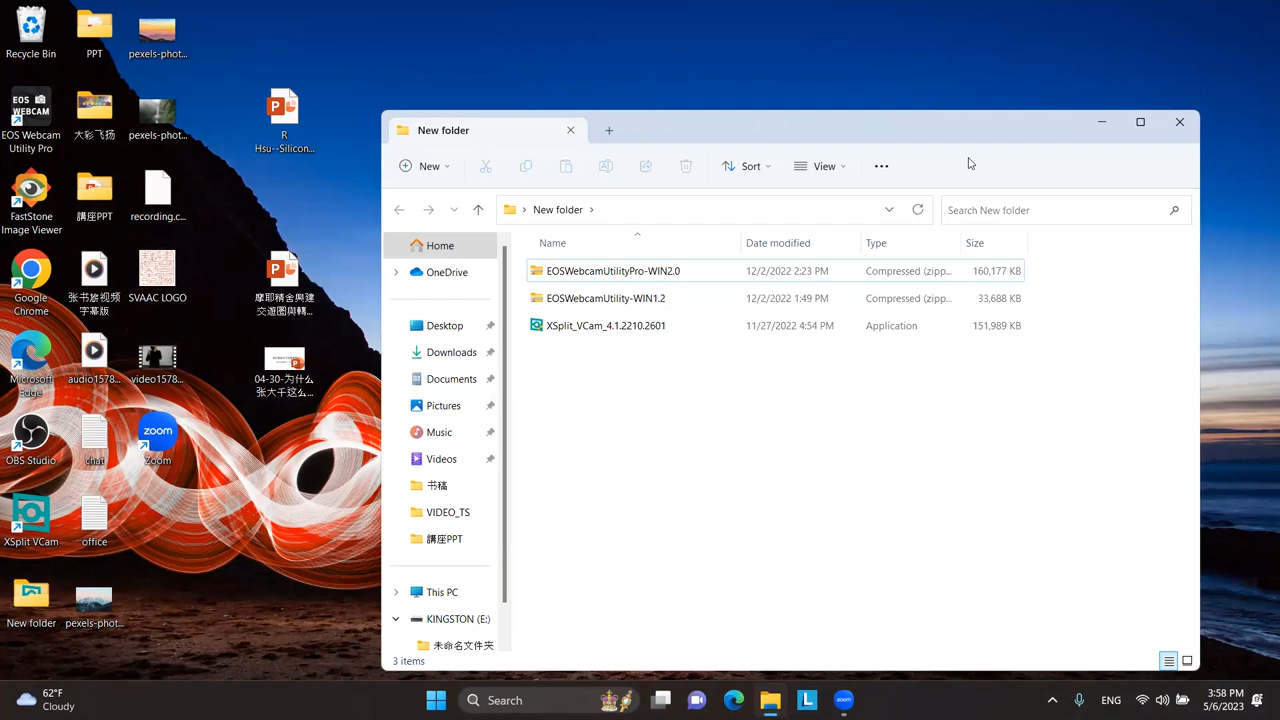 Recycle Bin
PPT
pexels-phot...
EOS Webcam
Utility Pro
大彩飞扬
pexels-phot...
R
Hsu--Silicon...
FastStone
Image Viewer
講座PPT
recording.c...
Google
Chrome
张书旂视频
字幕版
SVAAC LOGO
摩耶精舍興建
交遊圈與轉...
Microsoft
Edge
audio1578...
video1578...
04-30-为什么
张大千这么...
OBS Studio
chat
zoom
Zoom
XSplit VCam
office
New folder
pexels-phot...
New folder
New
Sort
View
New folder
Search New folder
Name
Date modified
Type
Size
EOSWebcamUtilityPro-WIN2.0
12/2/2022 2:23 PM
Compressed (zipp...
160,177 KB
EOSWebcamUtility-WIN1.2
12/2/2022 1:49 PM
Compressed (zipp...
33,688 KB
XSplit_VCam_4.1.2210.2601
11/27/2022 4:54 PM
Application
151,989 KB
Home
OneDrive
Desktop
Downloads
Documents
Pictures
Music
Videos
书稿
VIDEO_TS
講座PPT
This PC
KINGSTON (E:)
未命名文件夹
3 items
62°F
Cloudy
Search
ENG
3:58 PM
5/6/2023